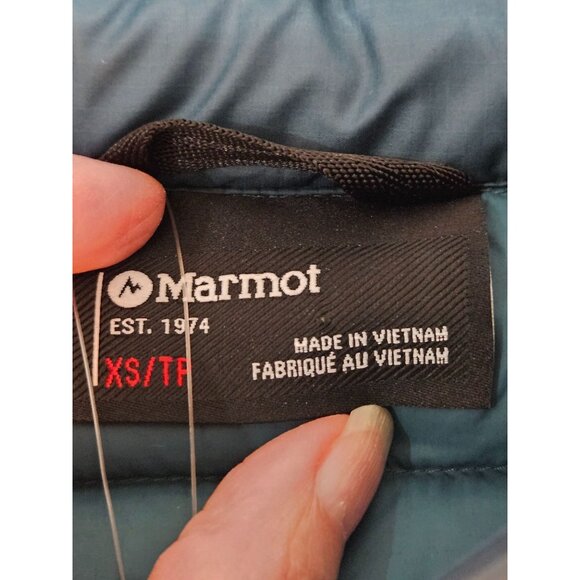 Marmot
EST. 1974
XS/TP
MADE IN VIETNAM
FABRIQUÉ AU VIETNAM